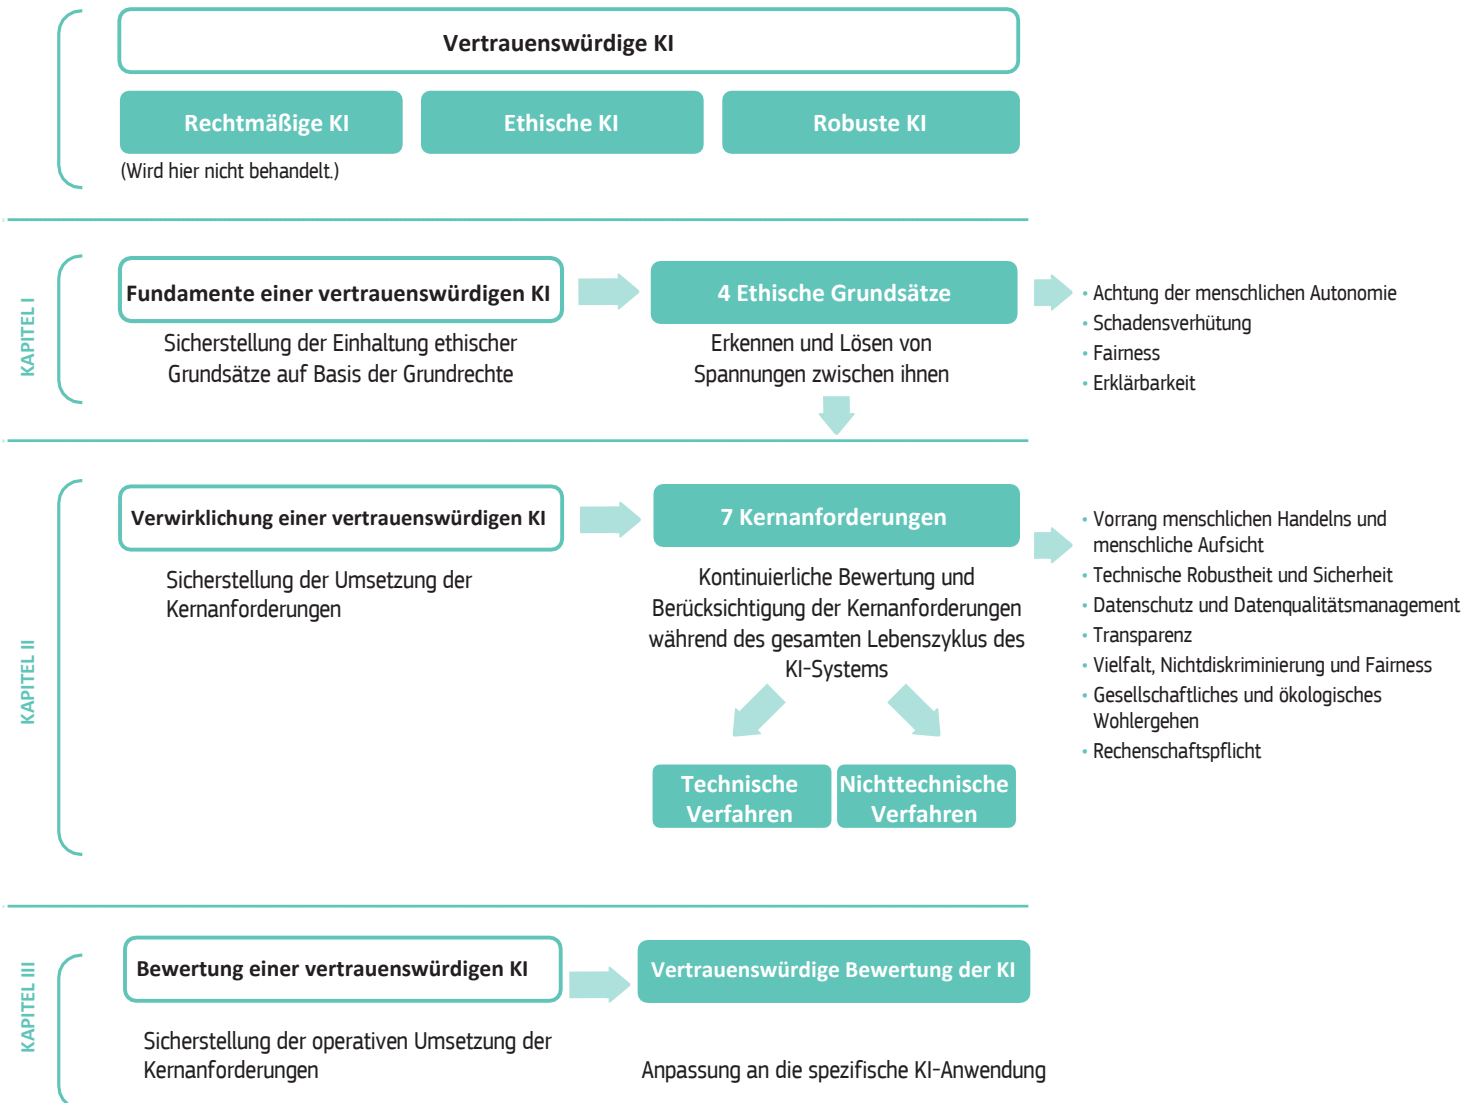 Vertrauenswürdige KI
Rechtmäßige KI
Ethische KI
Robuste KI
(Wird hier nicht behandelt.)
KAPITEL I
Fundamente einer vertrauenswürdigen KI
Sicherstellung der Einhaltung ethischer
Grundsätze auf Basis der Grundrechte
4 Ethische Grundsätze
Erkennen und Lösen von
Spannungen zwischen ihnen
• Achtung der menschlichen Autonomie
• Schadensverhütung
• Fairness
• Erklärbarkeit
KAPITEL II
Verwirklichung einer vertrauenswürdigen KI
Sicherstellung der Umsetzung der
Kernanforderungen
7 Kernanforderungen
Kontinuierliche Bewertung und
Berücksichtigung der Kernanforderungen
während des gesamten Lebenszyklus des
KI-Systems
Technische
Verfahren
Nichttechnische
Verfahren
• Vorrang menschlichen Handelns und
menschliche Aufsicht
• Technische Robustheit und Sicherheit
• Datenschutz und Datenqualitätsmanagement
• Transparenz
• Vielfalt, Nichtdiskriminierung und Fairness
• Gesellschaftliches und ökologisches
Wohlergehen
• Rechenschaftspflicht
KAPITEL III
Bewertung einer vertrauenswürdigen KI
Sicherstellung der operativen Umsetzung der
Kernanforderungen
Vertrauenswürdige Bewertung der KI
Anpassung an die spezifische KI-Anwendung